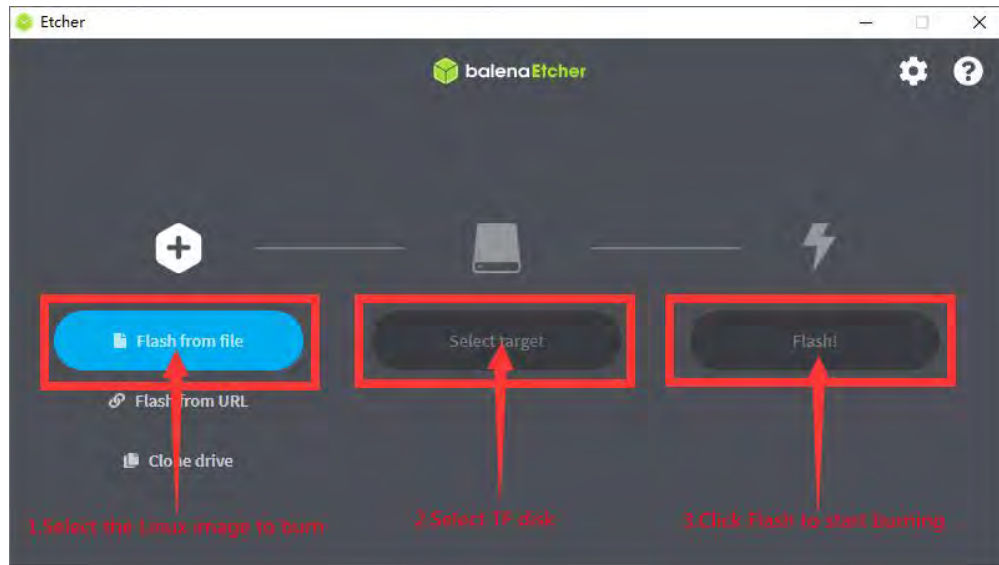 Etcher
balenaEtcher
Flash from file
Select target
Flash!
Flash from URL
Clone drive
1.Select the Linux image to burn
2.Select TF disk
3.Click Flash to start burning